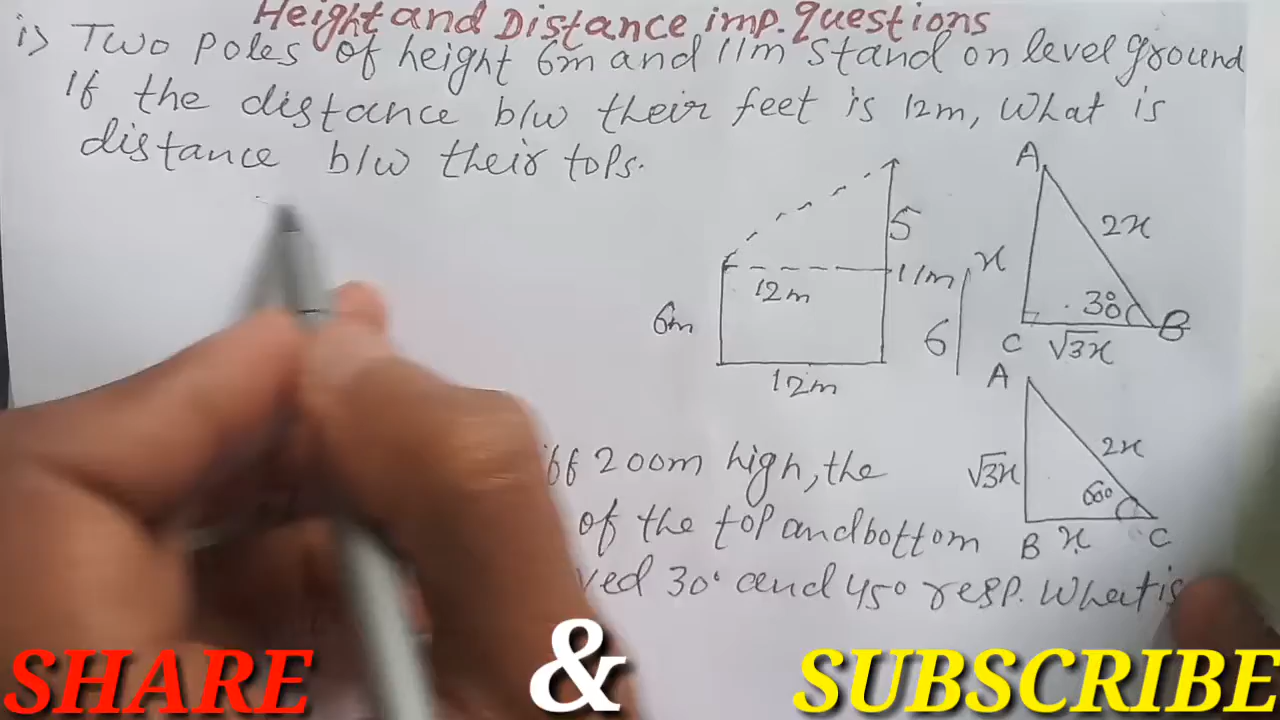 Height and Distance imp. Questions
i) Two poles of height 6m and 11m stand on level ground
If the distance b/w their feet is 12m, What is
distance b/w their tops.
5
12m
11m
6m
6
12m
A
2x
x
30°
C
√3x
B
A
2x
√3x
60°
B
x
C
of 200m high, the
of the top and bottom
ved 30° and 45° resp. What is
SHARE & SUBSCRIBE